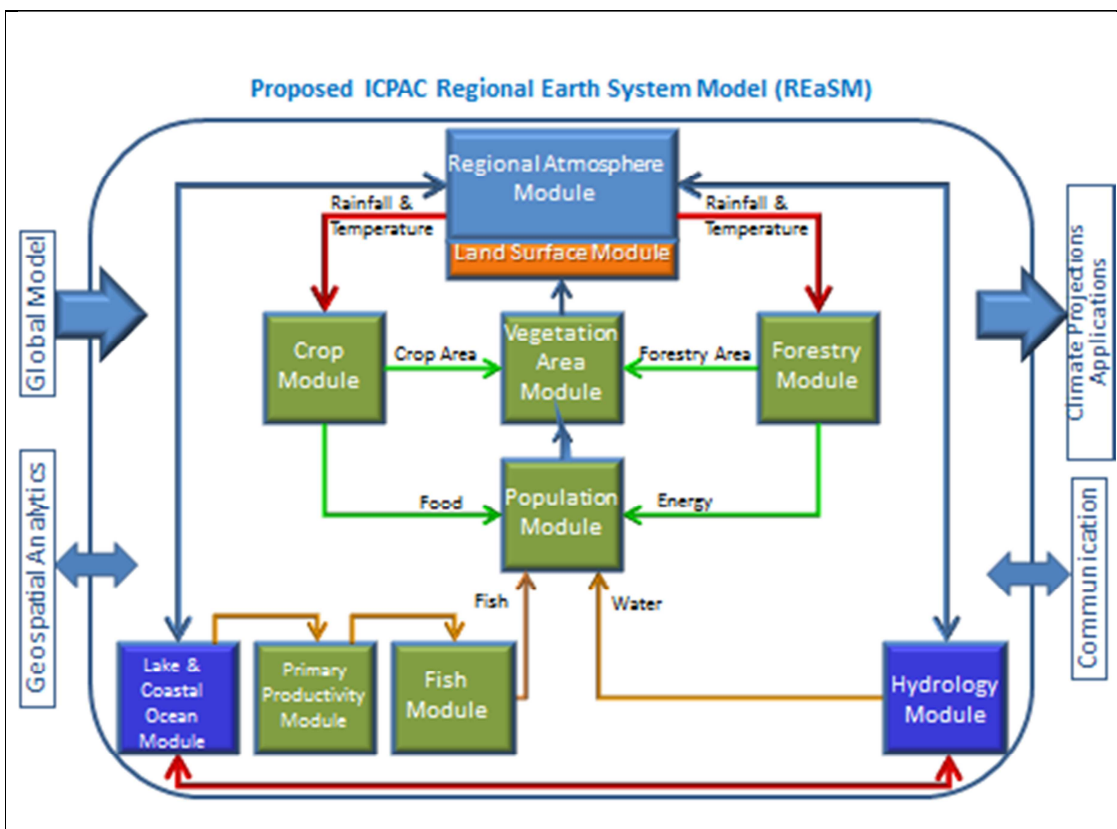 Proposed ICPAC Regional Earth System Model (REaSM)
Regional Atmosphere
Module
Rainfall &
Temperature
Rainfall &
Temperature
Land Surface Module
Global Model
Climate Projections
Applications
Crop
Module
Crop Area
Vegetation
Area
Module
Forestry Area
Forestry
Module
Food
Population
Module
Energy
Geospatial Analytics
Communication
Fish
Water
Lake &
Coastal
Ocean
Module
Primary
Productivity
Module
Fish
Module
Hydrology
Module